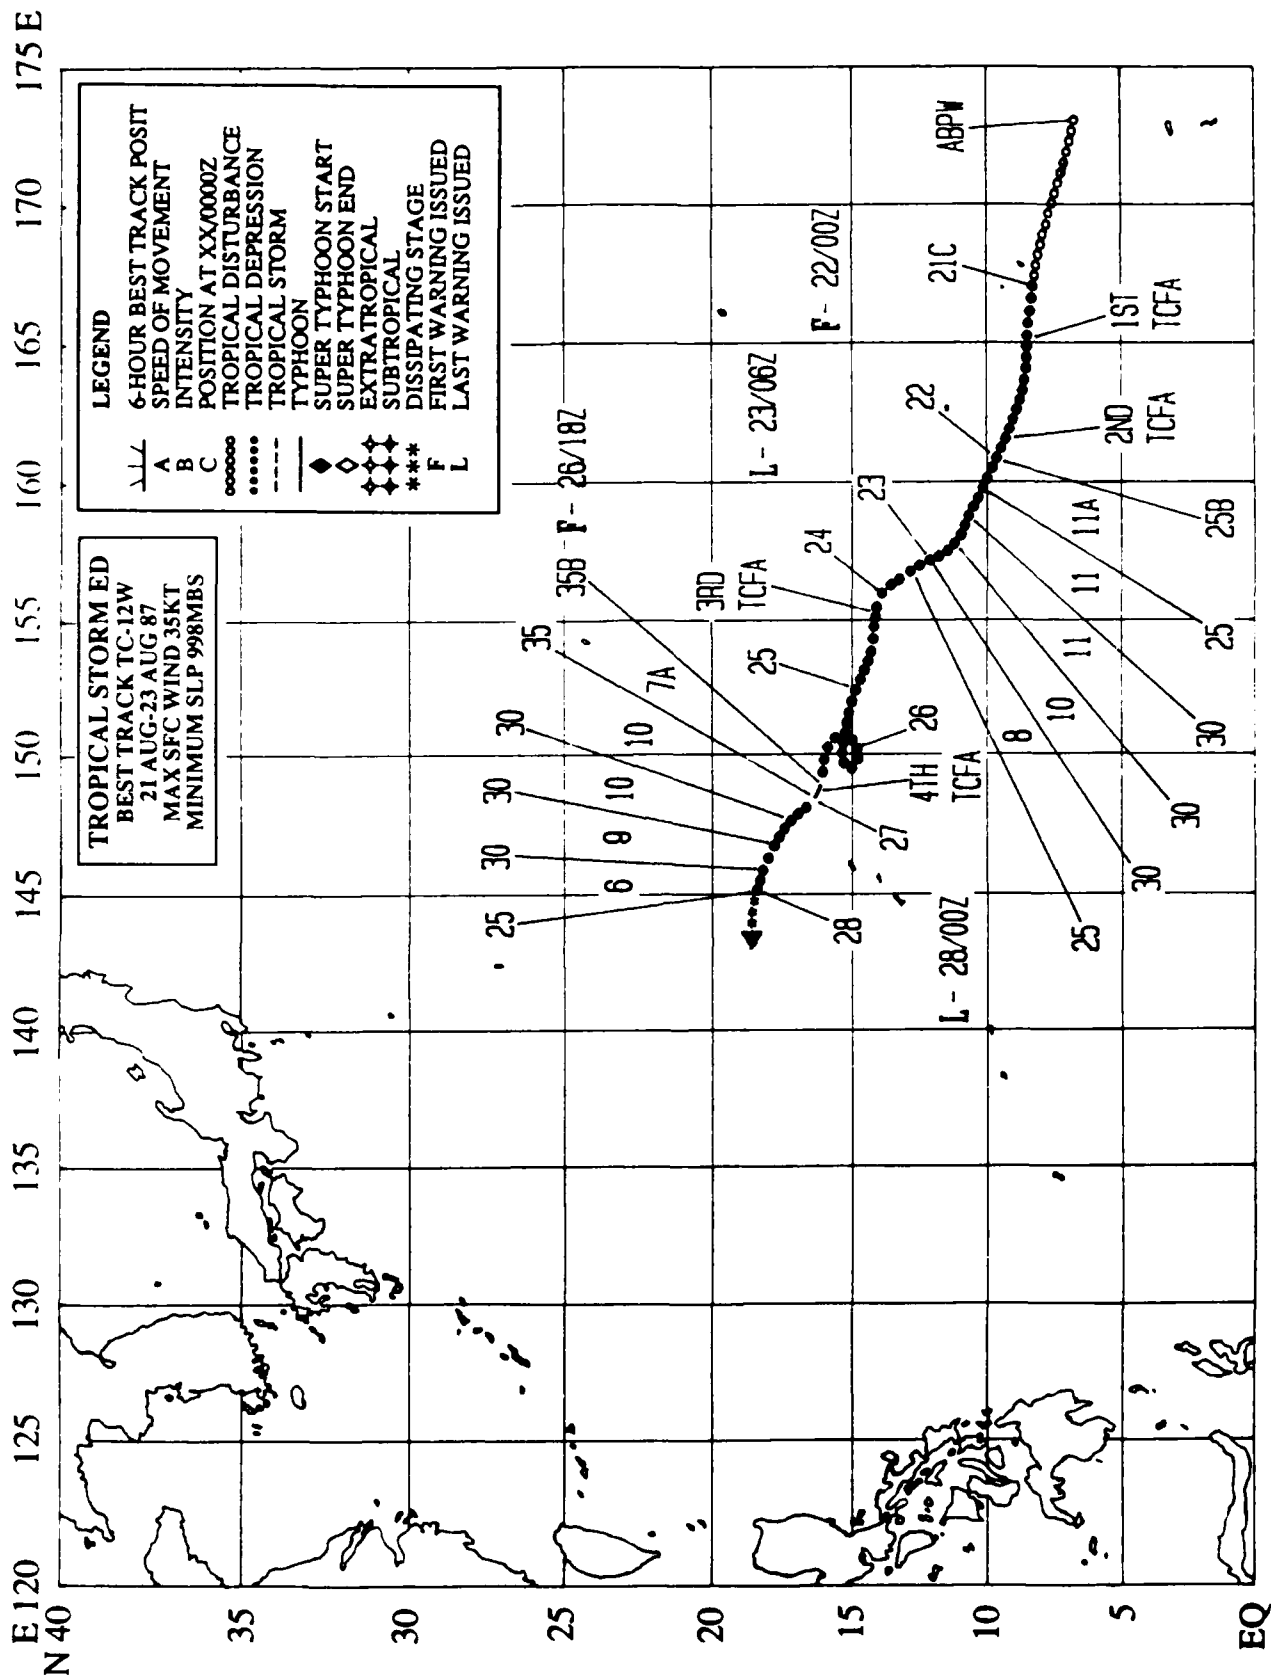 TROPICAL STORM ED
BEST TRACK TC-12W
21 AUG-23 AUG 87
MAX SFC WIND 35KT
MINIMUM SLP 998MBS
LEGEND
6-HOUR BEST TRACK POSIT
A SPEED OF MOVEMENT
B INTENSITY
C POSITION AT XX/0000Z
TROPICAL DISTURBANCE
TROPICAL DEPRESSION
TROPICAL STORM
TYPHOON
SUPER TYPHOON START
SUPER TYPHOON END
EXTRATROPICAL
SUBTROPICAL
*** DISSIPATING STAGE
F FIRST WARNING ISSUED
L LAST WARNING ISSUED
E 120
125
130
135
140
145
150
155
160
165
170
175 E
N 40
35
30
25
20
15
10
5
EQ
25
30
30
30
35
35B
F - 26/18Z
6
9
10
10
7A
3RD
TCFA
L - 23/06Z
F - 22/00Z
28
27
26
25
24
23
22
21C
ABPW
4TH
TCFA
L - 28/00Z
8
10
11
11
11A
2ND
TCFA
1ST
TCFA
25
30
30
30
25
25B